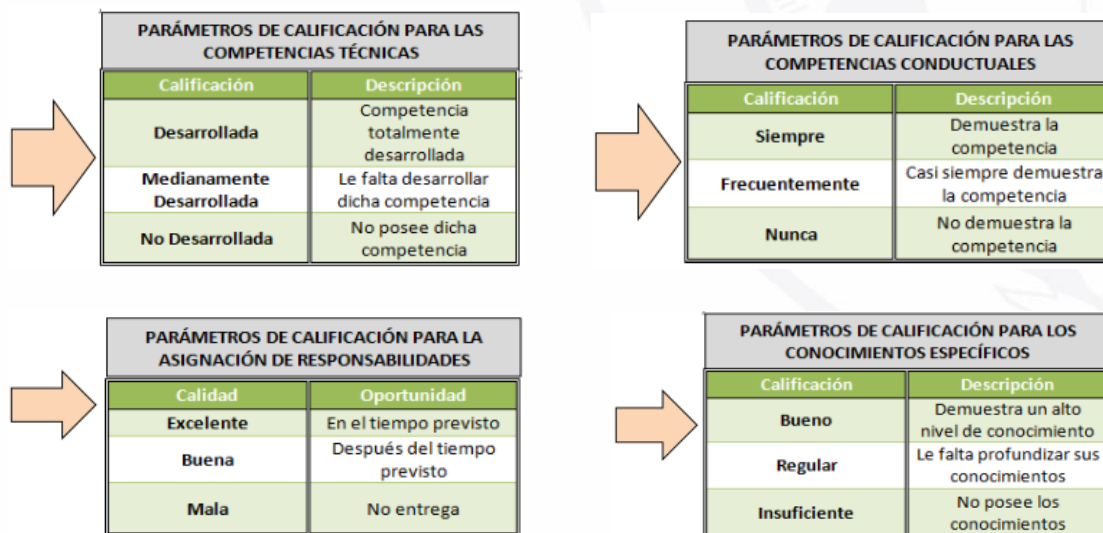 PARÁMETROS DE CALIFICACIÓN PARA LAS
COMPETENCIAS TÉCNICAS
Calificación Descripción
Desarrollada Competencia
totalmente
desarrollada
Medianamente Le falta desarrollar
Desarrollada dicha competencia
No Desarrollada No posee dicha
competencia
PARÁMETROS DE CALIFICACIÓN PARA LAS
COMPETENCIAS CONDUCTUALES
Calificación Descripción
Siempre Demuestra la
competencia
Frecuentemente Casi siempre demuestra
la competencia
Nunca No demuestra la
competencia
PARÁMETROS DE CALIFICACIÓN PARA LA
ASIGNACIÓN DE RESPONSABILIDADES
Calidad Oportunidad
Excelente En el tiempo previsto
Buena Después del tiempo
previsto
Mala No entrega
PARÁMETROS DE CALIFICACIÓN PARA LOS
CONOCIMIENTOS ESPECÍFICOS
Calificación Descripción
Bueno Demuestra un alto
nivel de conocimiento
Regular Le falta profundizar sus
conocimientos
Insuficiente No posee los
conocimientos